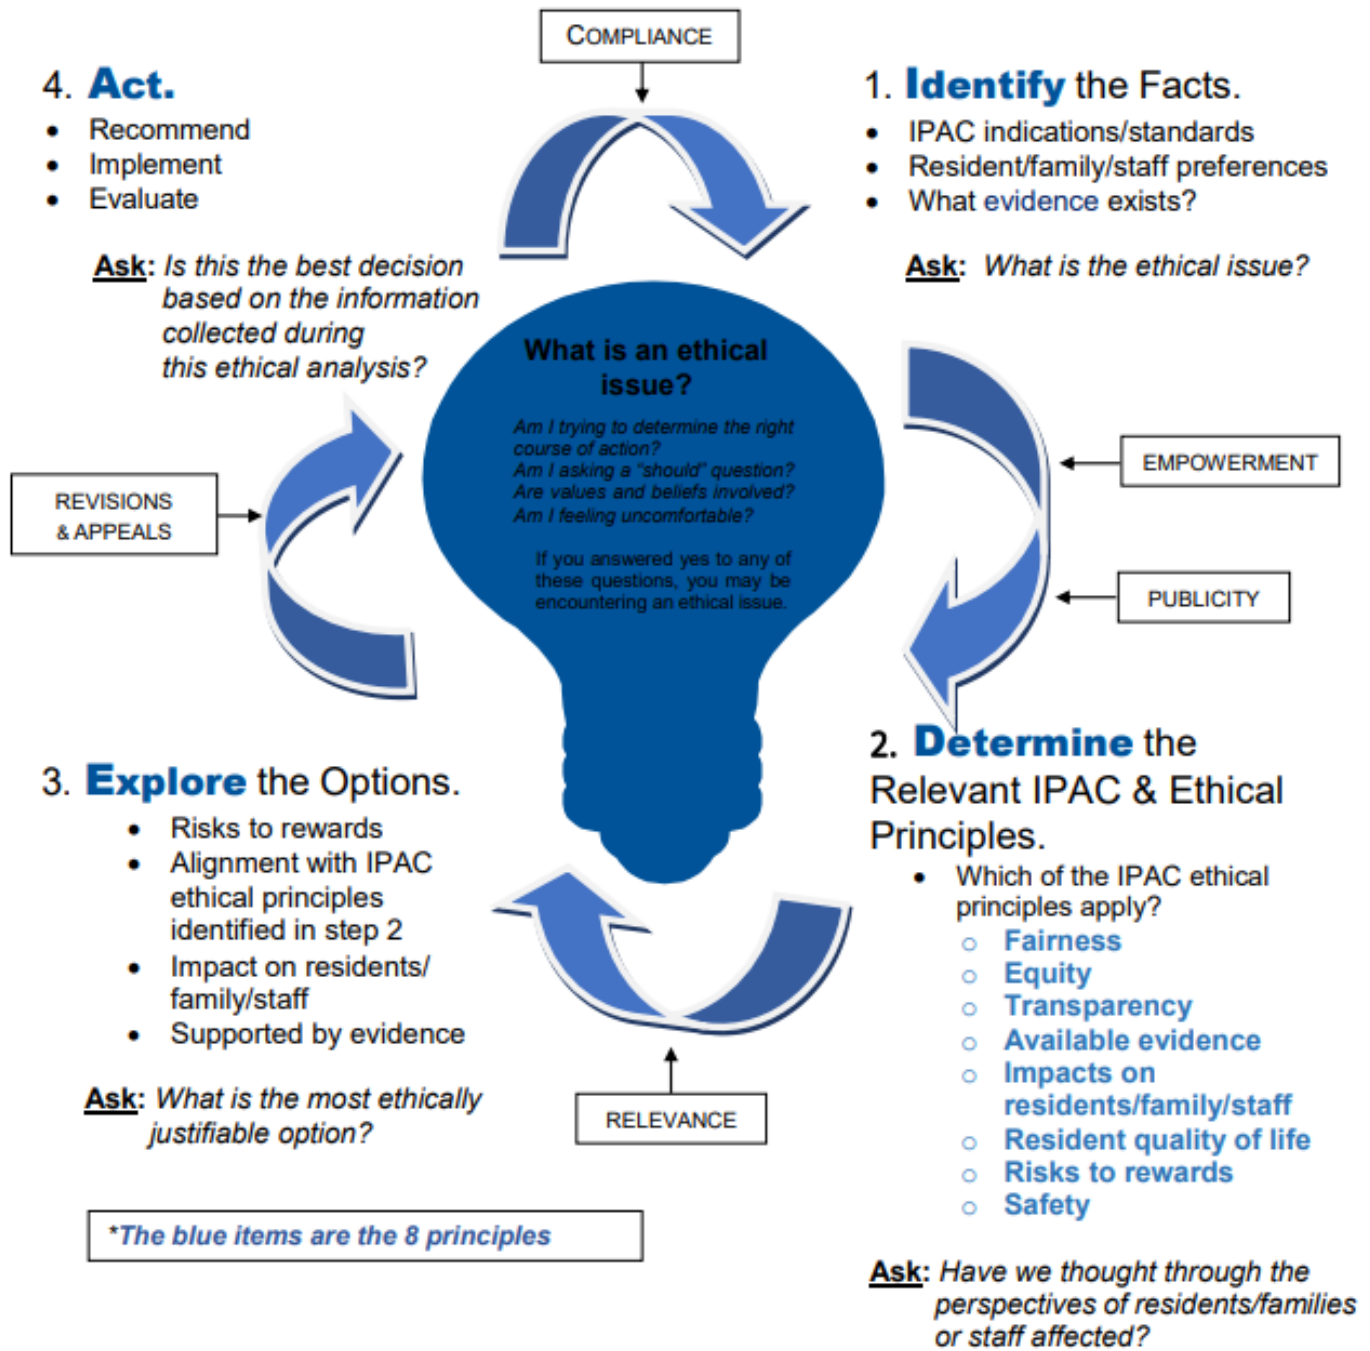 COMPLIANCE
4. Act.
• Recommend
• Implement
• Evaluate
Ask: Is this the best decision
based on the information
collected during
this ethical analysis?
1. Identify the Facts.
• IPAC indications/standards
• Resident/family/staff preferences
• What evidence exists?
Ask: What is the ethical issue?
What is an ethical
issue?
Am I trying to determine the right
course of action?
Am I asking a "should" question?
Are values and beliefs involved?
Am I feeling uncomfortable?
If you answered yes to any of
these questions, you may be
encountering an ethical issue.
EMPOWERMENT
PUBLICITY
REVISIONS
& APPEALS
2. Determine the
Relevant IPAC & Ethical
Principles.
• Which of the IPAC ethical
principles apply?
o Fairness
o Equity
o Transparency
o Available evidence
o Impacts on
residents/family/staff
o Resident quality of life
o Risks to rewards
o Safety
Ask: Have we thought through the
perspectives of residents/families
or staff affected?
3. Explore the Options.
• Risks to rewards
• Alignment with IPAC
ethical principles
identified in step 2
• Impact on residents/
family/staff
• Supported by evidence
Ask: What is the most ethically
justifiable option?
RELEVANCE
*The blue items are the 8 principles